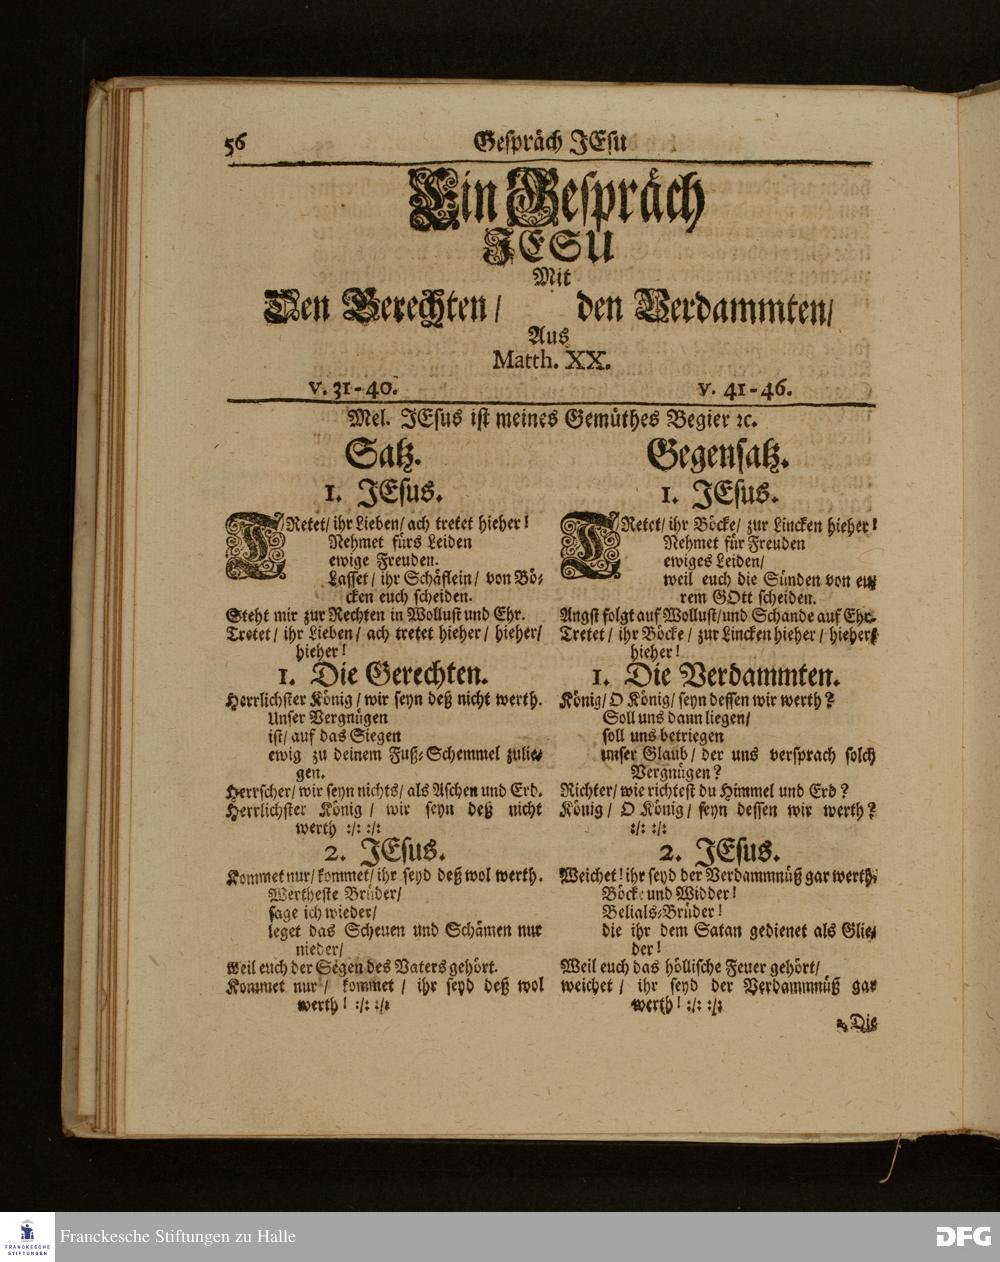 56 Gespräch JEsu
Ein Gespräch
JESU
Mit
Den Gerechten / den Verdammten /
Aus
Matth. XX.
v. 31-40. v. 41-46.
Mel. JEsus ist meines Gemüthes Begier ꝛc.
Satz.
1. JEsus.
TRetet / ihr Lieben / ach tretet hieher!
Nehmet fürs Leiden
ewige Freuden.
Lasset / ihr Schäflein / von Bö-
cken euch scheiden.
Steht mir zur Rechten in Wollust und Ehr.
Tretet / ihr Lieben / ach tretet hieher / hieher /
hieher!
1. Die Gerechten.
Herrlichster König / wir seyn deß nicht werth.
Unser Vergnügen
ist / auf das Siegen
ewig zu deinem Fuß-Schemmel zulie-
gen.
Herrscher / wir seyn nichts / als Aschen und Erd.
Herrlichster König / wir seyn deß nicht
werth :/: :/:
2. JEsus.
Kommet nur / kommet / ihr seyd deß wol werth.
Wertheste Brüder /
sage ich wieder /
leget das Scheuen und Schämen nur
nieder /
weil euch der Segen des Vaters gehört.
Kommet nur / kommet / ihr seyd deß wol
werth! :/: :/:
Gegensatz.
1. JEsus.
TRetet / ihr Böcke / zur Lincken hieher!
Nehmet für Freuden
ewiges Leiden /
weil euch die Sünden von eu-
rem GOtt scheiden.
Angst folgt auf Wollust / und Schande auf Ehr.
Tretet / ihr Böcke / zur Lincken hieher / hieher /
hieher!
1. Die Verdammten.
König / O König / seyn dessen wir werth?
Soll uns dann liegen /
soll uns betriegen
unser Glaub / der uns versprach solch
Vergnügen?
Richter / wie richtest du Himmel und Erd?
König / O König / seyn dessen wir werth?
:/: :/:
2. JEsus.
Weichet! ihr seyd der Verdammnüß gar werth.
Böcke und Widder!
Belials-Brüder!
die ihr dem Satan gedienet als Glie-
der!
Weil euch das höllische Feuer gehört /
weichet / ihr seyd der Verdammnüß gar
werth! :/: :/:
2. Die
Franckesche Stiftungen zu Halle
FRANCKESCHE
STIFTUNGEN
DFG